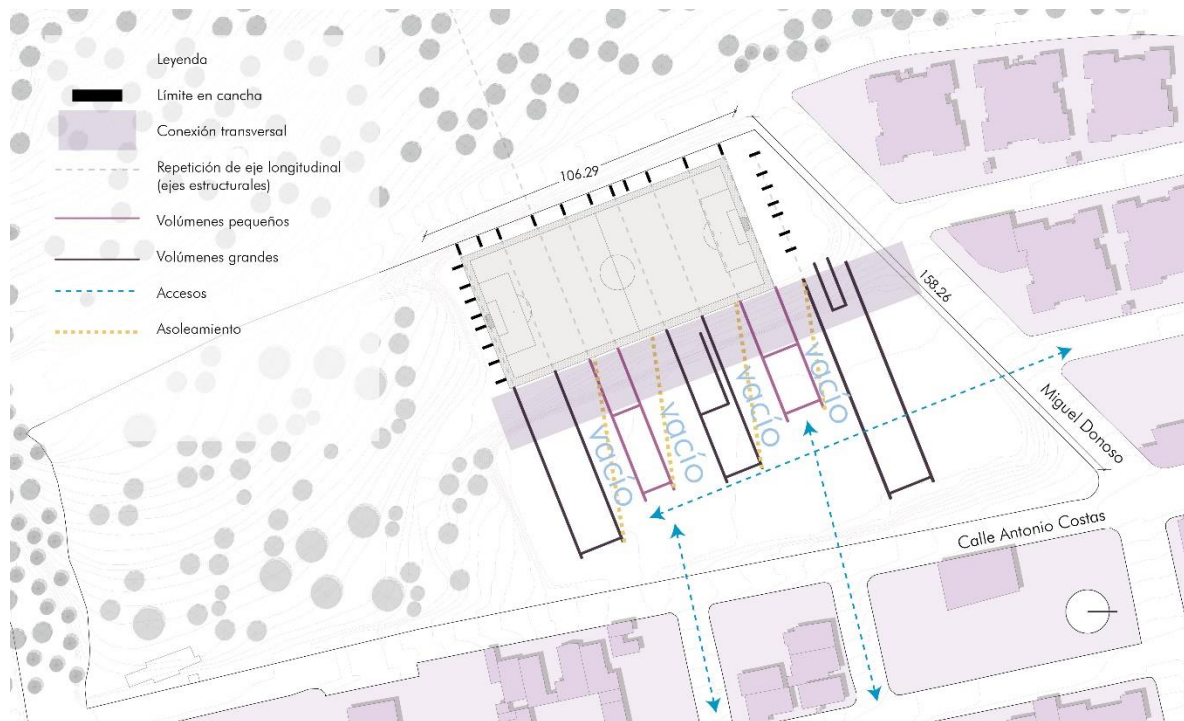 Leyenda
Límite en cancha
Conexión transversal
Repetición de eje longitudinal
(ejes estructurales)
Volúmenes pequeños
Volúmenes grandes
Accesos
Asoleamiento
106.29
158.26
vacío
vacío
vacío
vacío
Miguel Donoso
Calle Antonio Costas